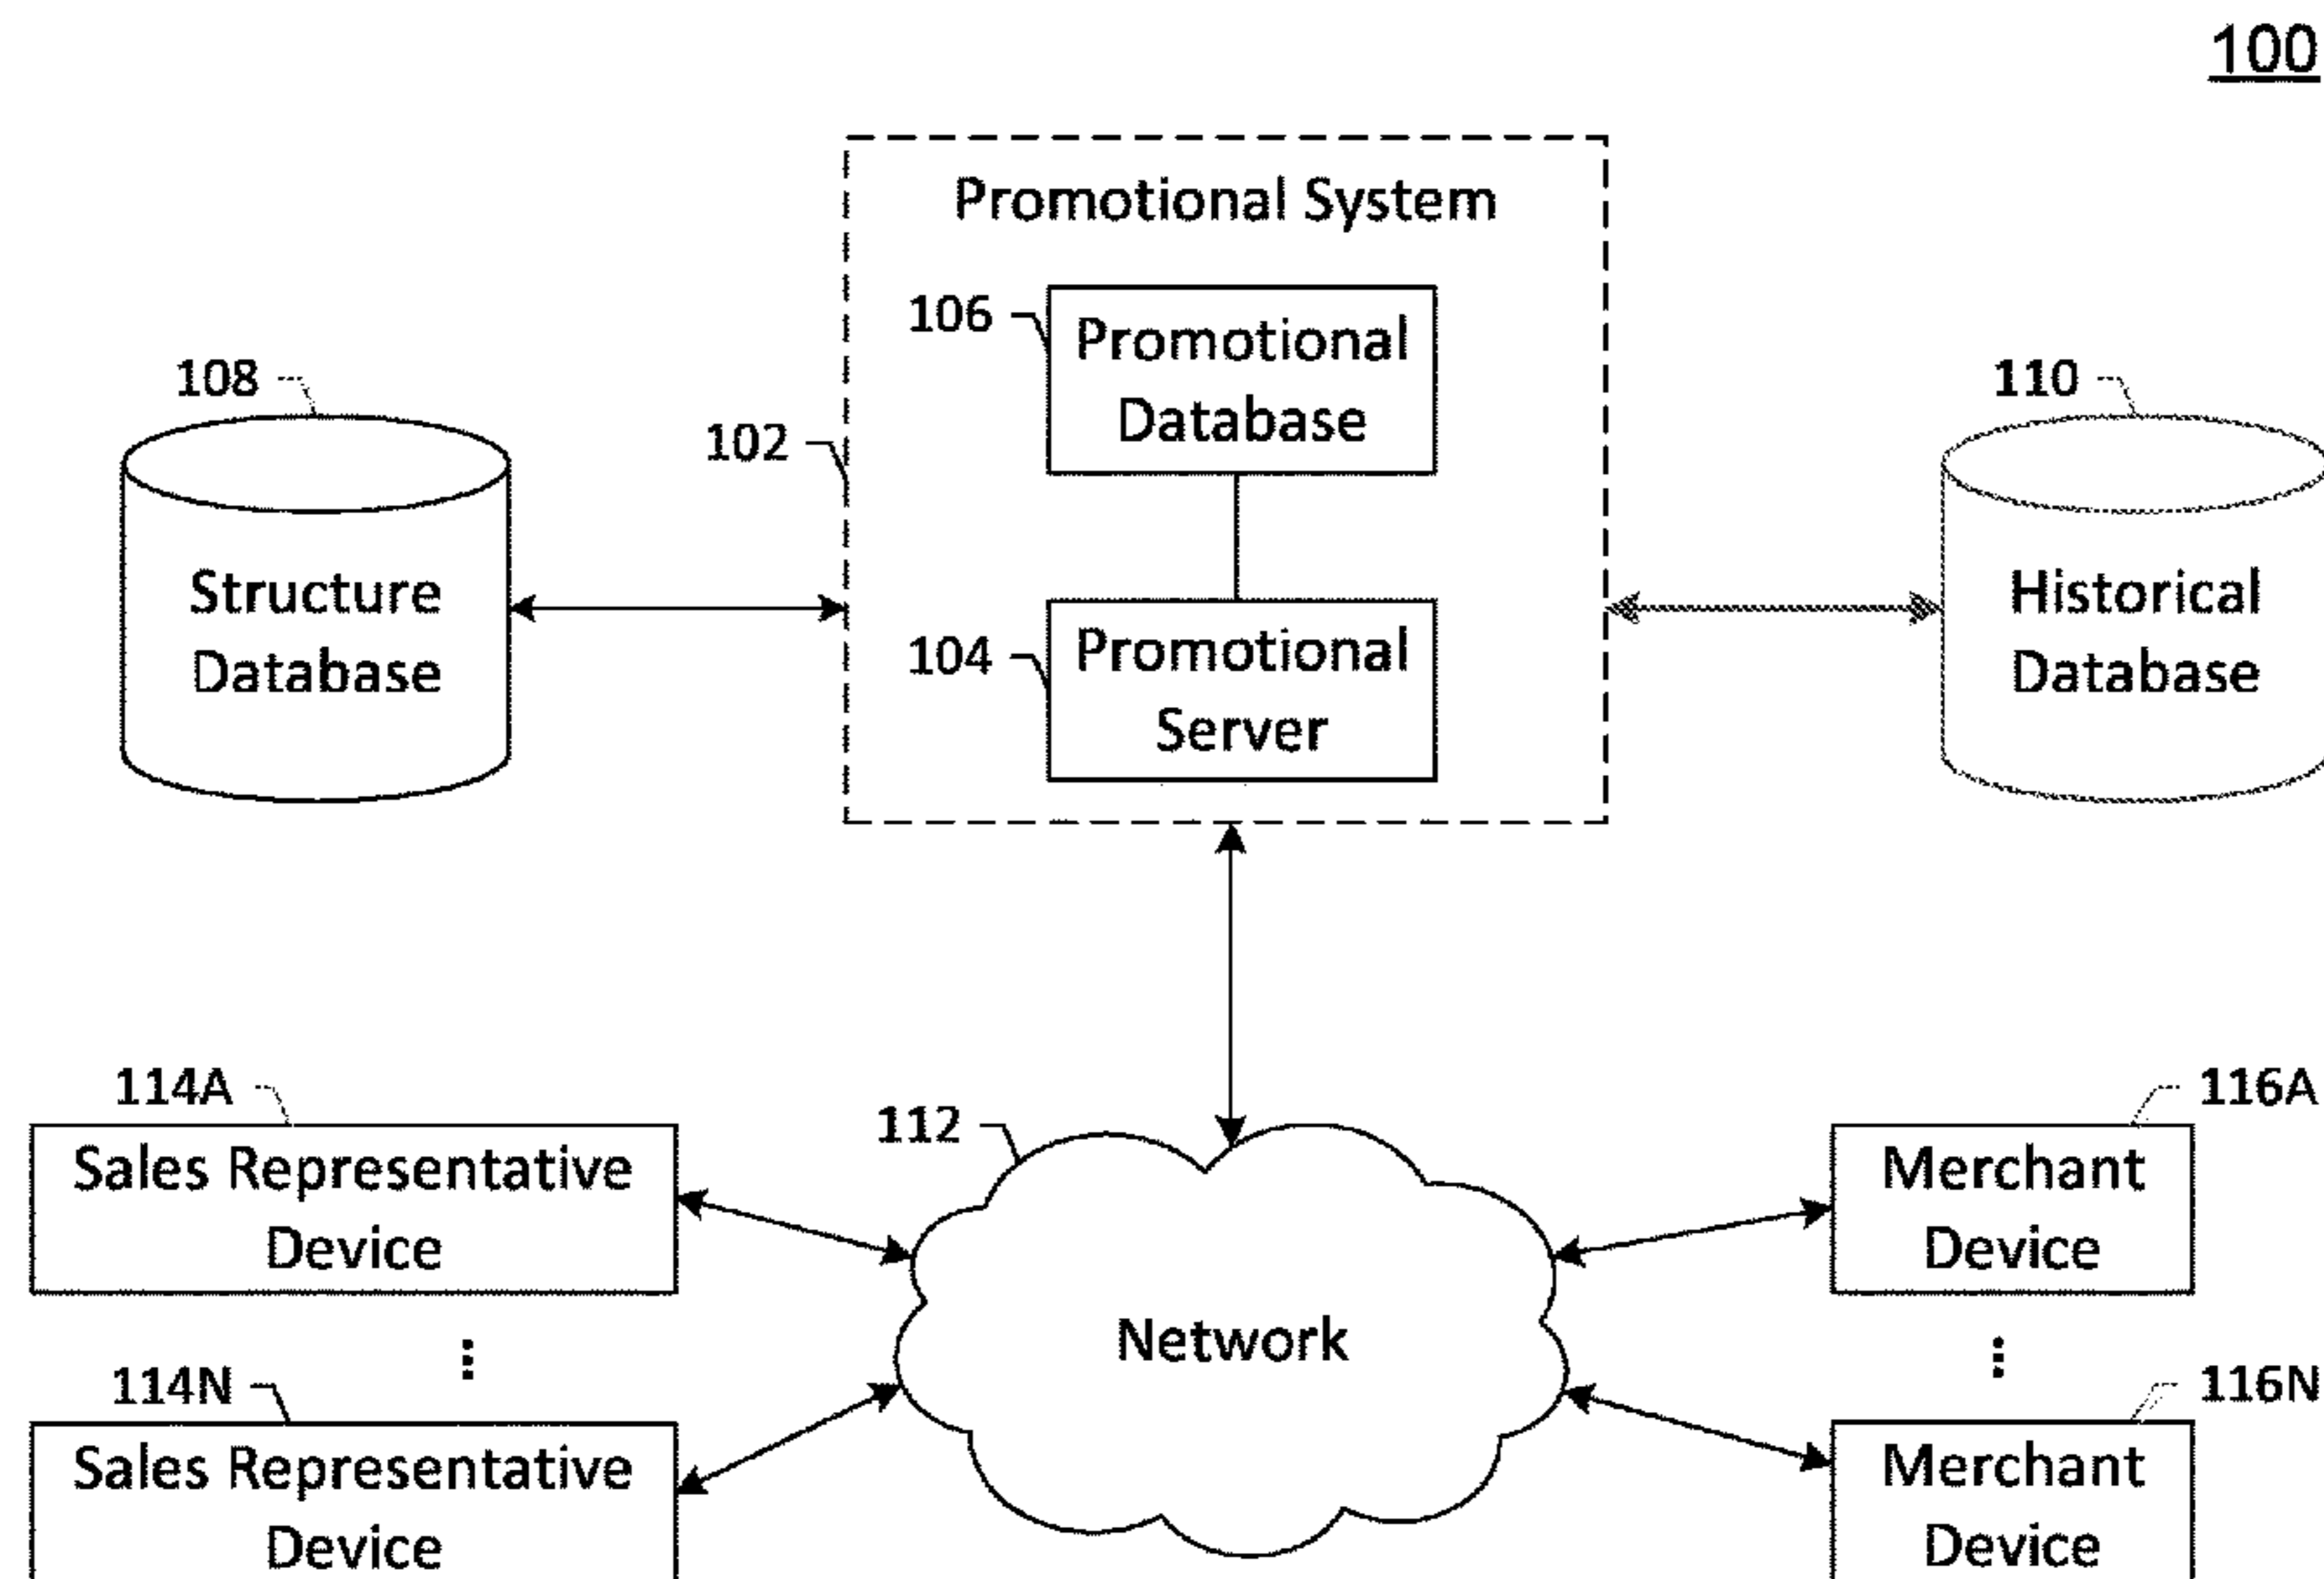 100
Promotional System
106
Promotional
Database
108
110
102
Structure
Database
Historical
Database
104
Promotional
Server
114A
116A
112
Sales Representative
Device
Merchant
Device
Network
⋮
⋮
114N
116N
Sales Representative
Device
Merchant
Device